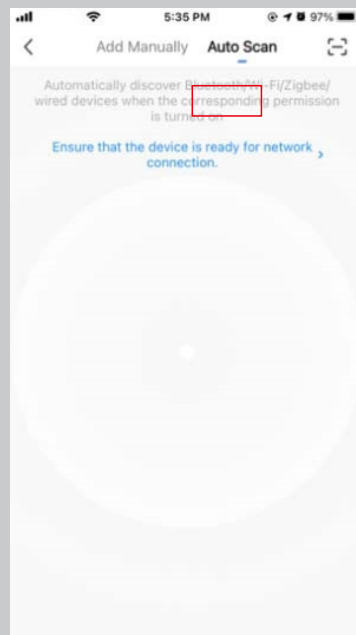 5:35 PM
97%
Add Manually Auto Scan
Automatically discover Bluetooth/Wi-Fi/Zigbee/
wired devices when the corresponding permission
is turned on
Ensure that the device is ready for network
connection.